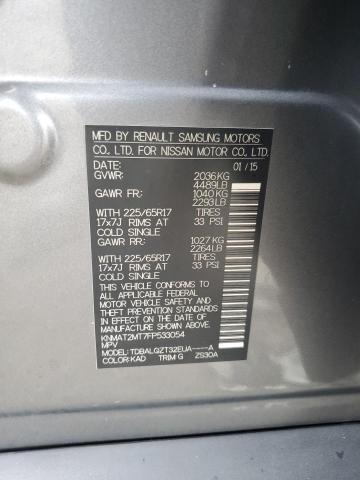 MFD BY RENAULT SAMSUNG MOTORS
CO., LTD. FOR NISSAN MOTOR CO., LTD.
DATE: 01/15
GVWR: 2036KG
4489LB
GAWR FR: 1040KG
2293LB
WITH 225/65R17 TIRES
17x7J RIMS AT 33 PSI
COLD SINGLE
GAWR RR: 1027KG
2264LB
WITH 225/65R17 TIRES
17x7J RIMS AT 33 PSI
COLD SINGLE
THIS VEHICLE CONFORMS TO
ALL APPLICABLE FEDERAL
MOTOR VEHICLE SAFETY
AND THEFT PREVENTION
STANDARDS IN EFFECT ON
THE DATE OF MANUFACTURE
SHOWN ABOVE.
KNMAT2MT7FP533054
MPV
MODEL:TDBALQZT32EUA----A
COLOR:KAD TRIM G ZS30A